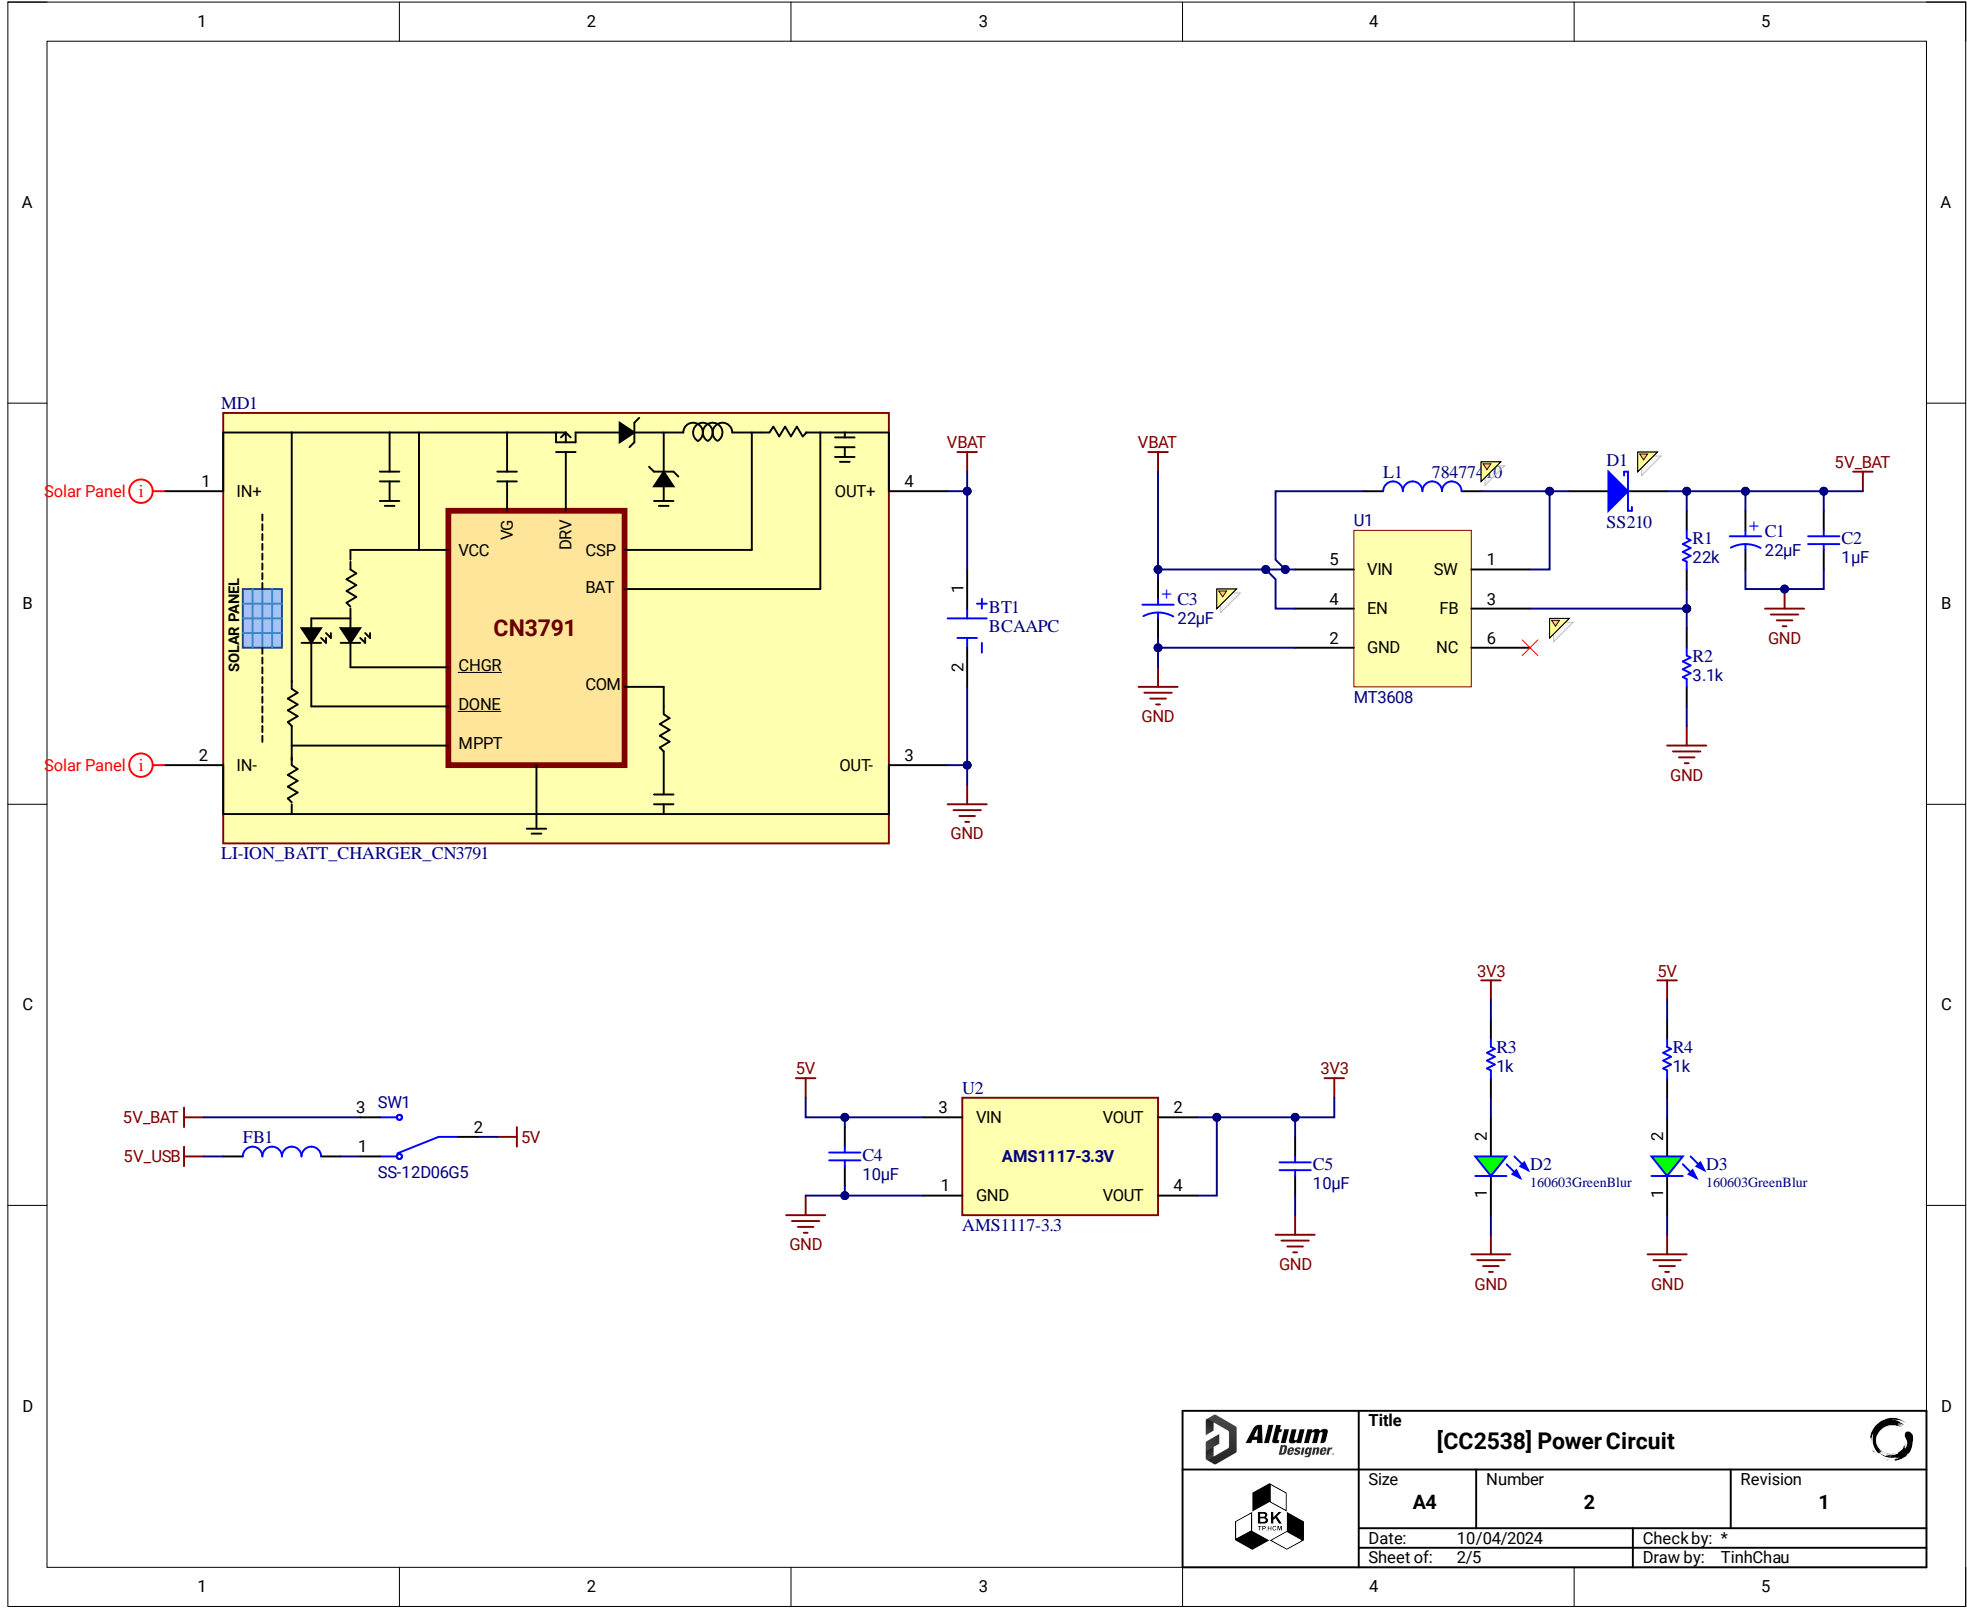 1 2 3 4 5
A A
B B
C C
D D
MD1
Solar Panel i 1 IN+
SOLAR PANEL
Solar Panel i 2 IN-
VCC
VG
DRV
CSP
BAT
CN3791
CHGR
DONE
MPPT
COM
OUT+ 4
OUT- 3
LI-ION_BATT_CHARGER_CN3791
VBAT
1
+
BT1
BCAAPC
2
GND
VBAT
+
C3
22µF
GND
L1
U1
5 VIN SW 1
4 EN FB 3
2 GND NC 6
MT3608
D1
SS210
5V_BAT
R1
22k
+
C1
22µF
C2
1µF
GND
R2
3.1k
GND
5V_BAT 3 SW1
5V_USB FB1 1 2 5V
SS-12D06G5
5V
C4
10µF
GND
U2
3 VIN VOUT 2
AMS1117-3.3V
1 GND VOUT 4
AMS1117-3.3
3V3
C5
10µF
GND
3V3
R3
1k
2
D2
160603GreenBlur
1
GND
5V
R4
1k
2
D3
160603GreenBlur
1
GND
Altium
Designer.
Title
[CC2538] Power Circuit
BK
TP.HCM
Size
A4
Number
2
Revision
1
Date: 10/04/2024
Check by: *
Sheet of: 2/5
Draw by: TinhChau
1 2 3 4 5